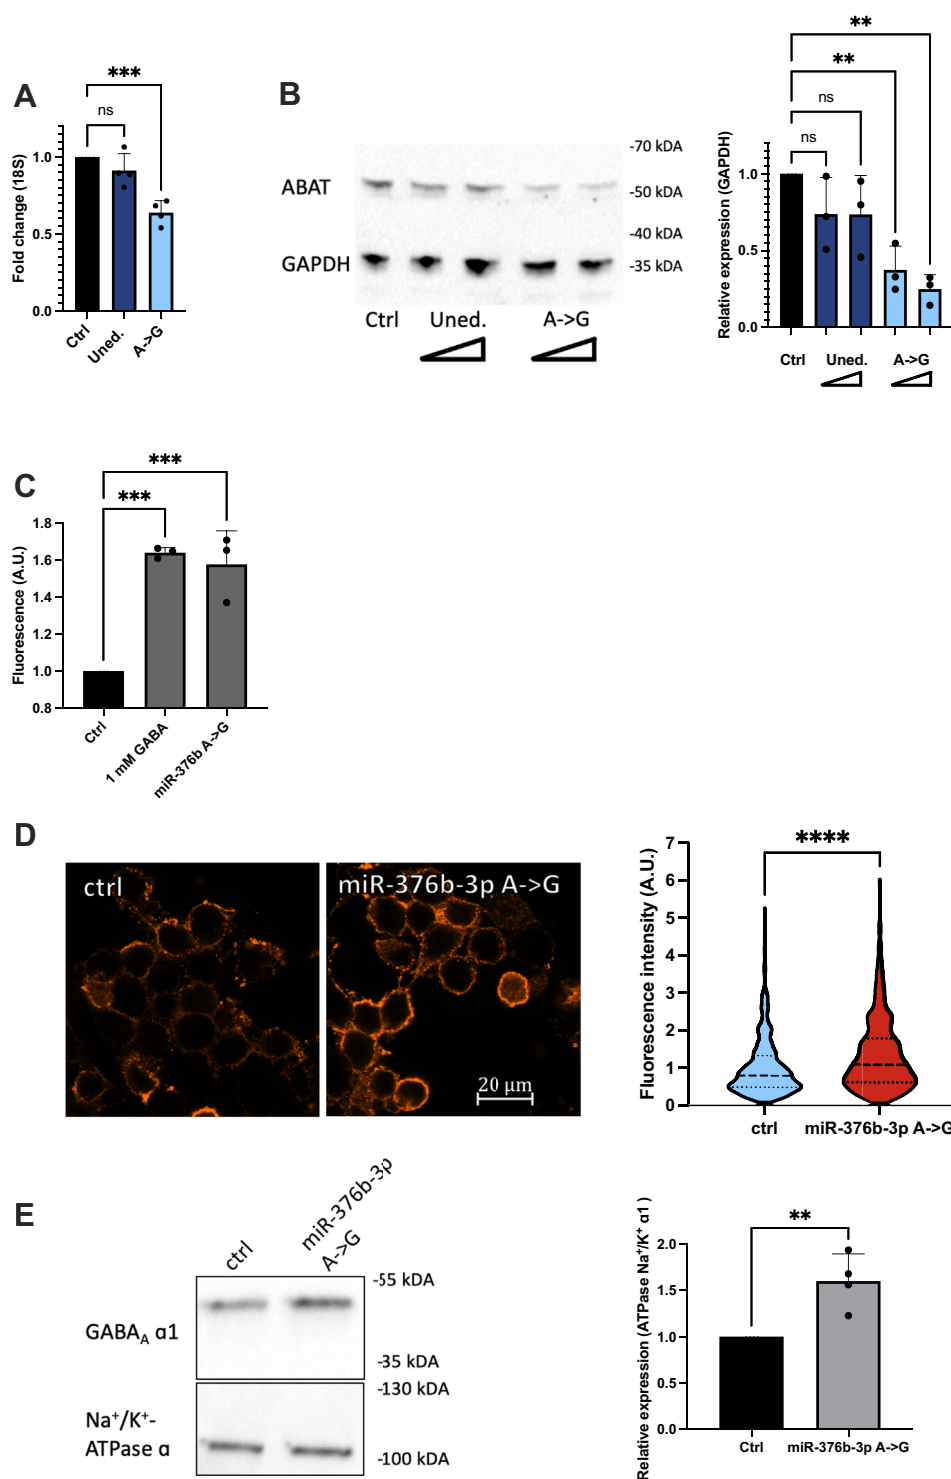 A
***
ns
Fold change (18S)
1.0
0.5
0.0
Ctrl
Uned.
A->G
B
ABAT
GAPDH
-70 kDA
-50 kDA
-40 kDA
-35 kDA
Ctrl
Uned.
A->G
**
**
ns
ns
Relative expression (GAPDH)
1.0
0.5
0.0
Ctrl
Uned.
A->G
C
***
***
Fluorescence (A.U.)
1.8
1.6
1.4
1.2
1.0
0.8
Ctrl
1 mM GABA
miR-376b A->G
D
ctrl
miR-376b-3p A->G
20 µm
****
Fluorescence intensity (A.U.)
7
6
5
4
3
2
1
0
ctrl
miR-376b-3p A->G
E
ctrl
miR-376b-3p
A->G
GABAA α1
-55 kDA
-35 kDA
Na⁺/K⁺-
ATPase α
-130 kDA
-100 kDA
**
Relative expression (ATPase Na⁺/K⁺ α1)
2.0
1.5
1.0
0.5
0.0
Ctrl
miR-376b-3p A->G